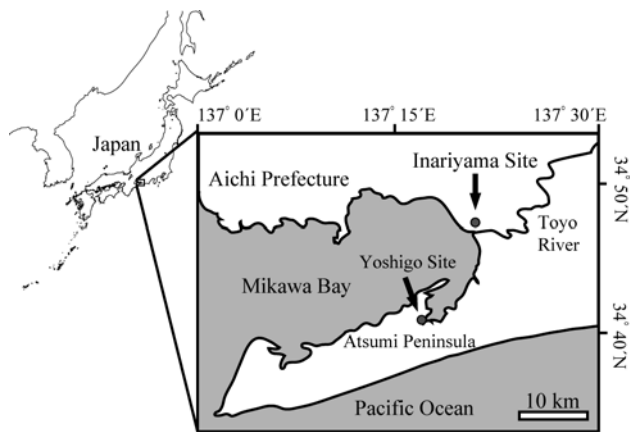 137° 0´E
137° 15´E
137° 30´E
Japan
Inariyama Site
Aichi Prefecture
34° 50´N
Toyo
River
Yoshigo Site
Mikawa Bay
34° 40´N
Atsumi Peninsula
Pacific Ocean
10 km